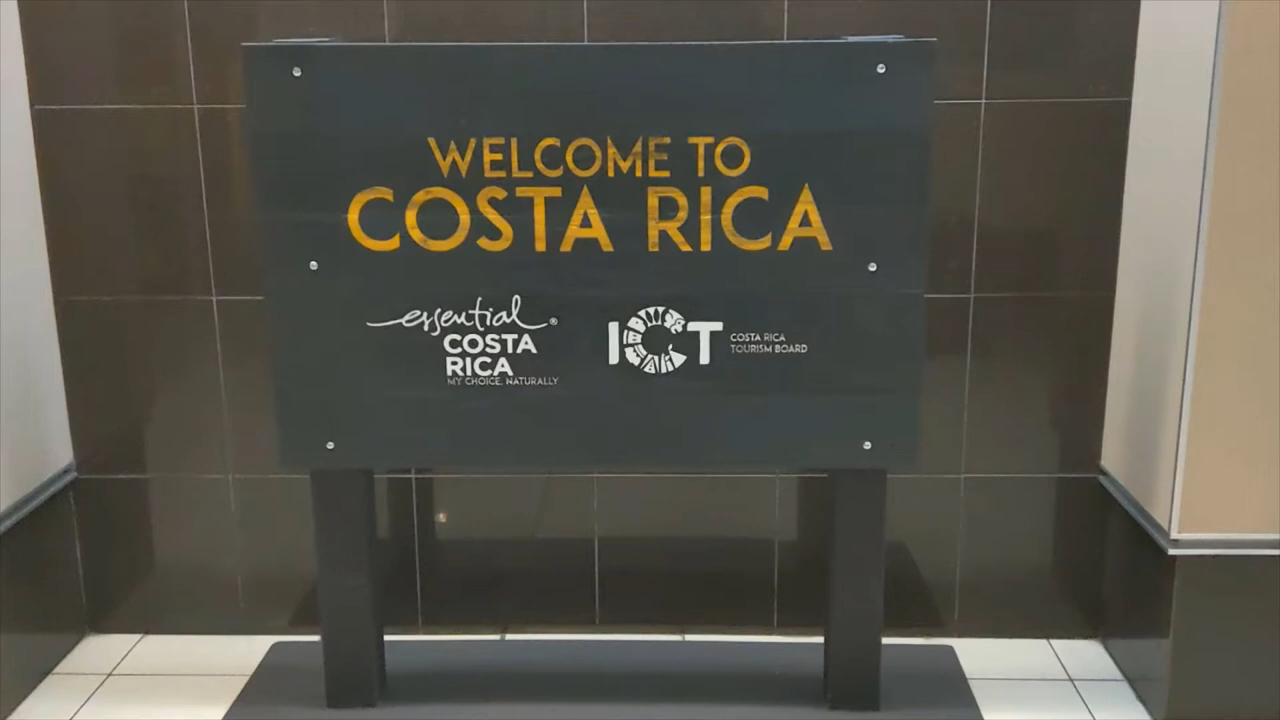 WELCOME TO
COSTA RICA
essential®
COSTA
RICA
MY CHOICE, NATURALLY
ICT
COSTA RICA
TOURISM BOARD